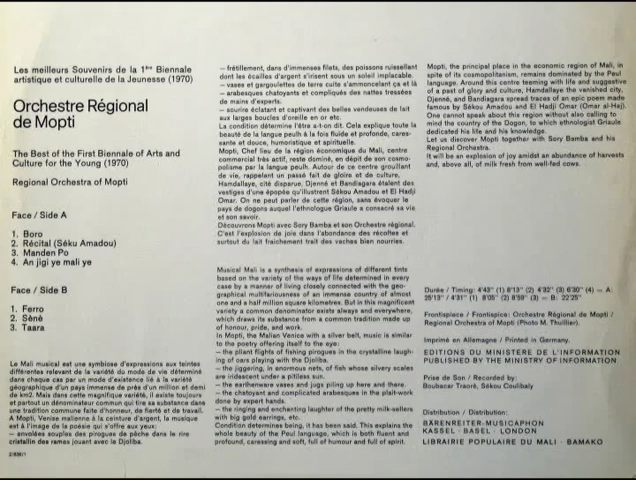 Les meilleurs Souvenirs de la 1ère Biennale
artistique et culturelle de la Jeunesse (1970)
Orchestre Régional
de Mopti
The Best of the First Biennale of Arts and
Culture for the Young (1970)
Regional Orchestra of Mopti
Face / Side A
1. Boro
2. Récital (Séku Amadou)
3. Manden Po
4. An jigi ye mali ye
Face / Side B
1. Ferro
2. Sènè
3. Taara
Le Mali musical est une symbiose d'expressions aux teintes
différentes relevant de la variété du mode de vie déterminé
dans chaque cas par un mode d'existence lié à la variété
géographique d'un pays immense de près d'un million et demi
de km2. Mais dans cette magnifique variété, il existe toujours
et partout un dénominateur commun qui tire sa substance dans
une tradition commune faite d'honneur, de fierté et de travail.
A Mopti, Venise malienne à la ceinture d'argent, la musique
est à l'image de la poésie qui s'offre aux yeux:
— envolées souples des pirogues de pêche dans le rire
cristallin des rames jouant avec le Djoliba.
— frétillement, dans d'immenses filets, des poissons ruisselant
dont les écailles d'argent s'irisent sous un soleil implacable.
— vases et gargoulettes de terre cuite s'ammoncelant ça et là
— arabesques chatoyants et compliqués des nattes tressées
de mains d'experts.
— sourire éclatant et captivant des belles vendeuses de lait
aux larges boucles d'oreille en or etc.
La condition détermine l'être a-t-on dit. Cela explique toute la
beauté de la langue peulh à la fois fluide et profonde, cares-
sante et douce, humoristique et spirituelle.
Mopti, Chef lieu de la région économique du Mali, centre
commercial très actif, reste dominé, en dépit de son cosmo-
polisme par la langue peulh. Autour de ce centre grouillant
de vie, rappelent un passé fait de gloire et de culture,
Hamdallaye, cité disparue, Djenné et Bandiagara étalent des
vestiges d'une épopée qu'illustrent Sékou Amadou et El Hadj
Omar. On ne peut parler de cette région, sans évoquer le
pays de dogons auquel l'ethnologue Griaule a consacré sa vie
et son savoir.
Découvrons Mopti avec Sory Bamba et son Orchestre régional.
C'est l'explosion de joie dans l'abondance des récoltes et
surtout du lait fraichement trait des vaches bien nourries.
Musical Mali is a synthesis of expressions of different tints
based on the variety of the ways of life determined in every
case by a manner of living closely connected with the geo-
graphical multifariousness of an immense country of almost
one and a half million square kilometres. But in this magnificent
variety a common denominator exists always and everywhere,
which draws its substance from a common tradition made up
of honour, pride, and work.
In Mopti, the Malian Venice with a silver belt, music is similar
to the poetry offering itself to the eye:
— the pliant flights of fishing pirogues in the crystalline laugh-
ing of oars playing with the Djoliba.
— the jiggering, in enormous nets, of fish whose silvery scales
are iridescent under a pitiless sun.
— the earthenware vases and jugs piling up here and there.
— the chatoyant and complicated arabesques in the plait-work
done by expert hands.
— the ringing and enchanting laughter of the pretty milk-sellers
with big gold earrings, etc.
Condition determines being, it has been said. This explains the
whole beauty of the Peul language, which is both fluent and
profound, caressing and soft, full of humour and full of spirit.
Mopti, the principal place in the economic region of Mali, in
spite of its cosmopolitanism, remains dominated by the Peul
language. Around this centre teeming with life and suggestive
of a past of glory and culture, Hamdallaye the vanished city,
Djenné, and Bandiagara spread traces of an epic poem made
famous by Sékou Amadou and El Hadji Omar (Omar al-Haj).
One cannot speak about this region without also calling to
mind the country of the Dogon, to which ethnologist Griaule
dedicated his life and his knowledge.
Let us discover Mopti together with Sory Bamba and his
Regional Orchestra.
It will be an explosion of joy amidst an abundance of harvests
and, above all, of milk fresh from well-fed cows.
Durée / Timing: 4'43" (1) 8'13" (2) 4'32" (3) 6'30" (4) — A:
25'13" / 4'31" (1) 8'05" (2) 8'59" (3) — B: 22'25"
Frontispiece / Frontispice: Orchestre Régional de Mopti /
Regional Orchestra of Mopti (Photo M. Thuillier).
Imprimé en Allemagne / Printed in Germany.
EDITIONS DU MINISTERE DE L'INFORMATION
PUBLISHED BY THE MINISTRY OF INFORMATION
Prise de Son / Recorded by:
Boubacar Traoré, Sékou Coulibaly
Distribution / Distribution:
BÄRENREITER-MUSICAPHON
KASSEL · BASEL · LONDON
LIBRAIRIE POPULAIRE DU MALI · BAMAKO